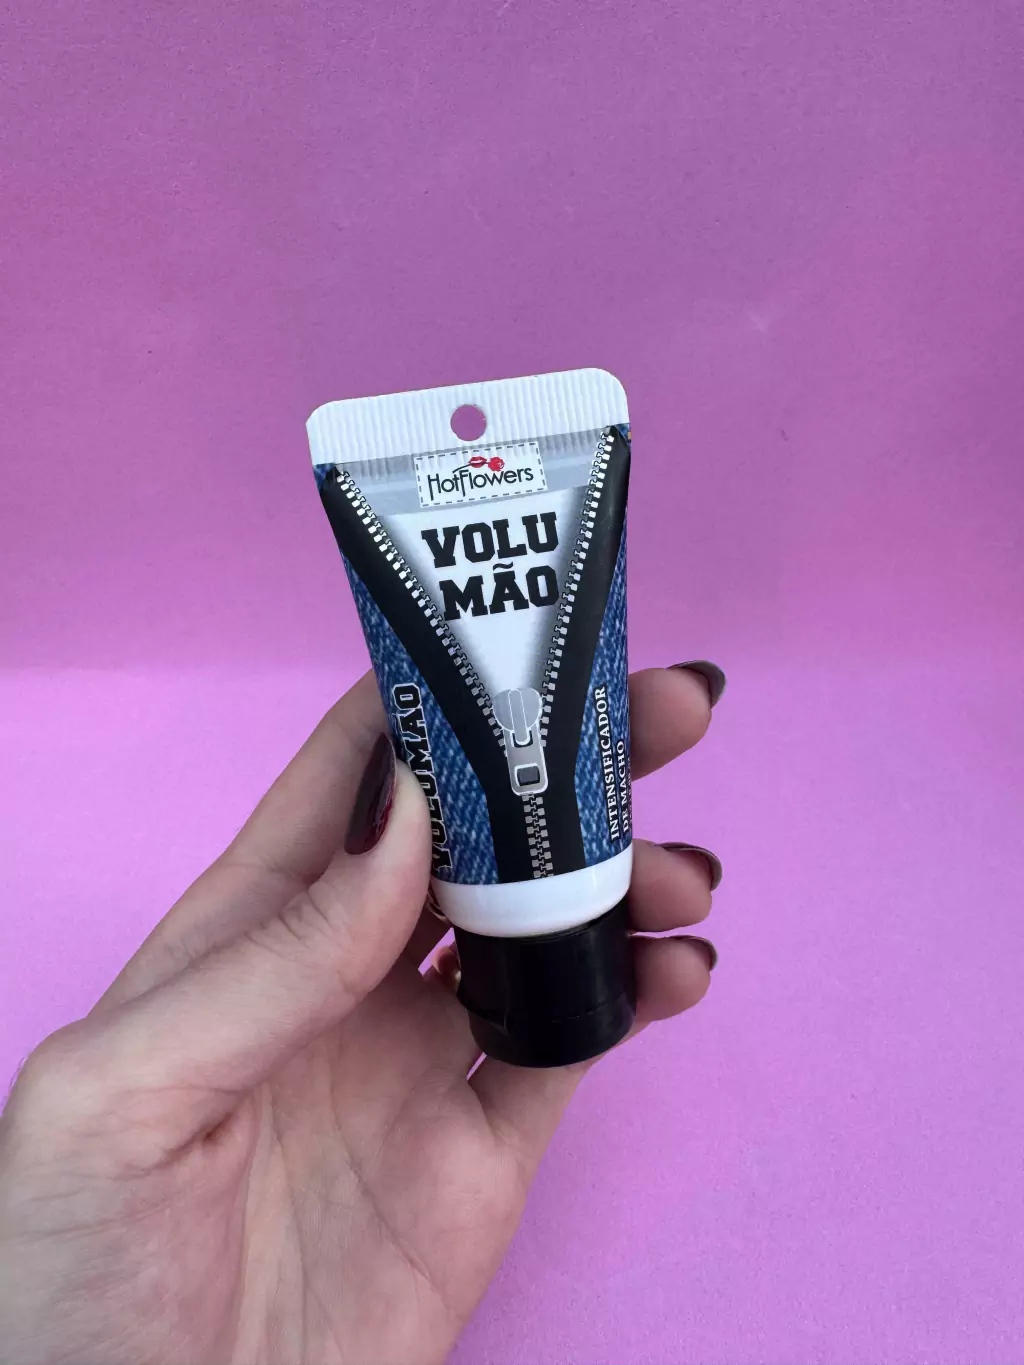 HotFlowers
VOLU
MÃO
VOLUMÃO
INTENSIFICADOR
DE MACHO